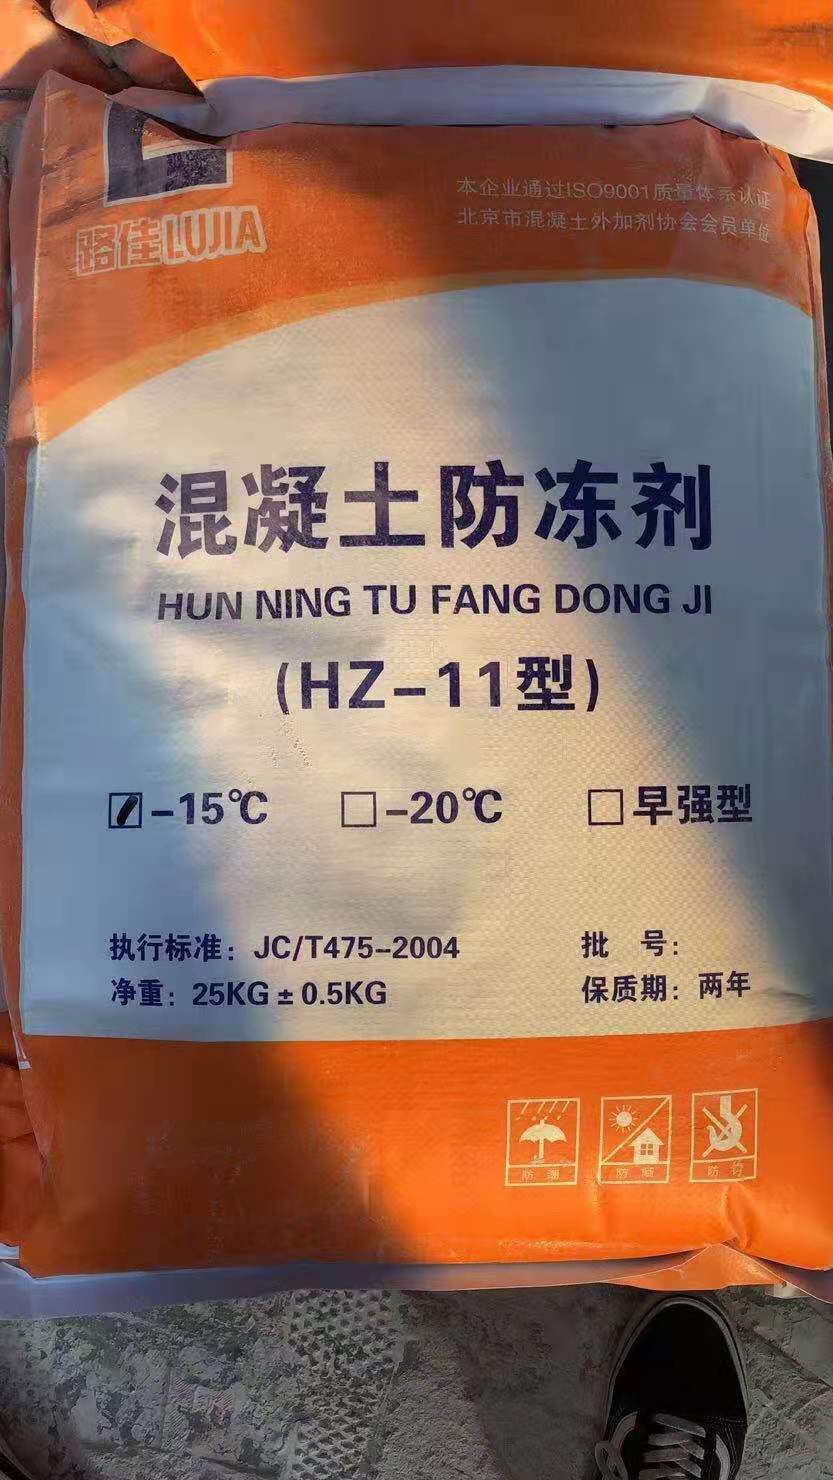 路佳LUJIA
本企业通过ISO9001质量体系认证
北京市混凝土外加剂协会会员单位
混凝土防冻剂
HUN NING TU FANG DONG JI
(HZ-11型)
-15℃ -20℃ 早强型
执行标准：JC/T475-2004 批 号：
净重：25KG±0.5KG 保质期：两年
防潮 防晒 防钩